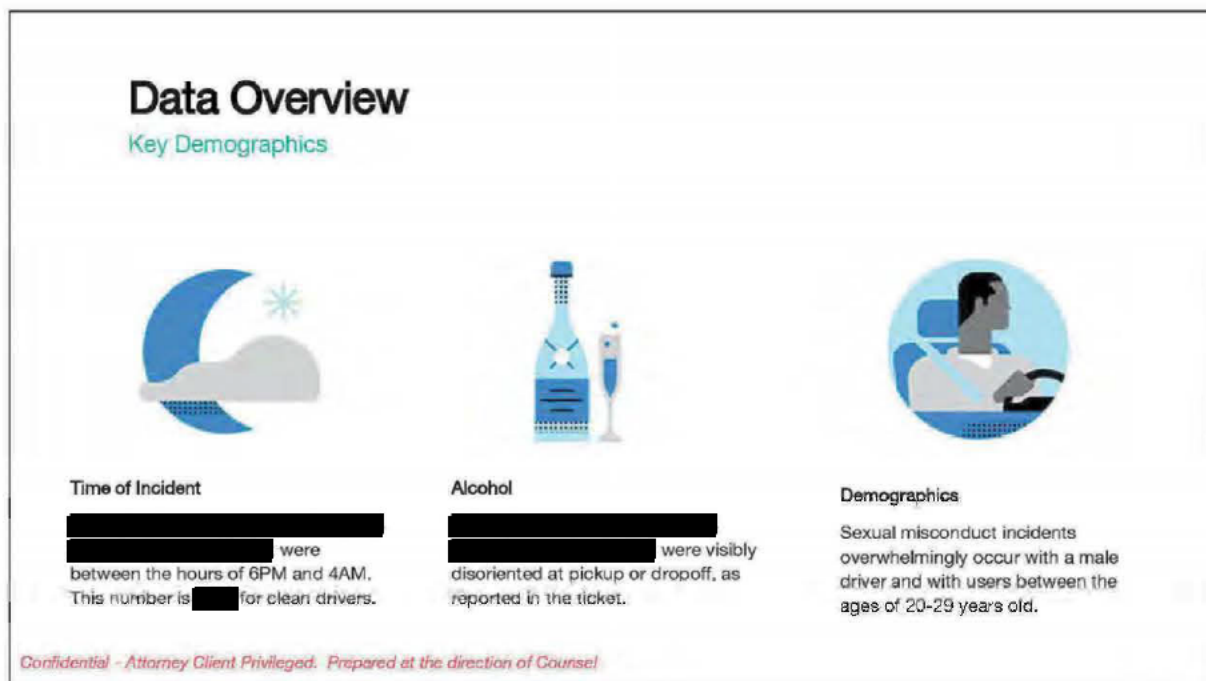 Data Overview
Key Demographics
Time of Incident
were
between the hours of 6PM and 4AM.
This number is for clean drivers.
Alcohol
were visibly
disoriented at pickup or dropoff, as
reported in the ticket.
Demographics
Sexual misconduct incidents
overwhelmingly occur with a male
driver and with users between the
ages of 20-29 years old.
Confidential - Attorney Client Privileged. Prepared at the direction of Counsel